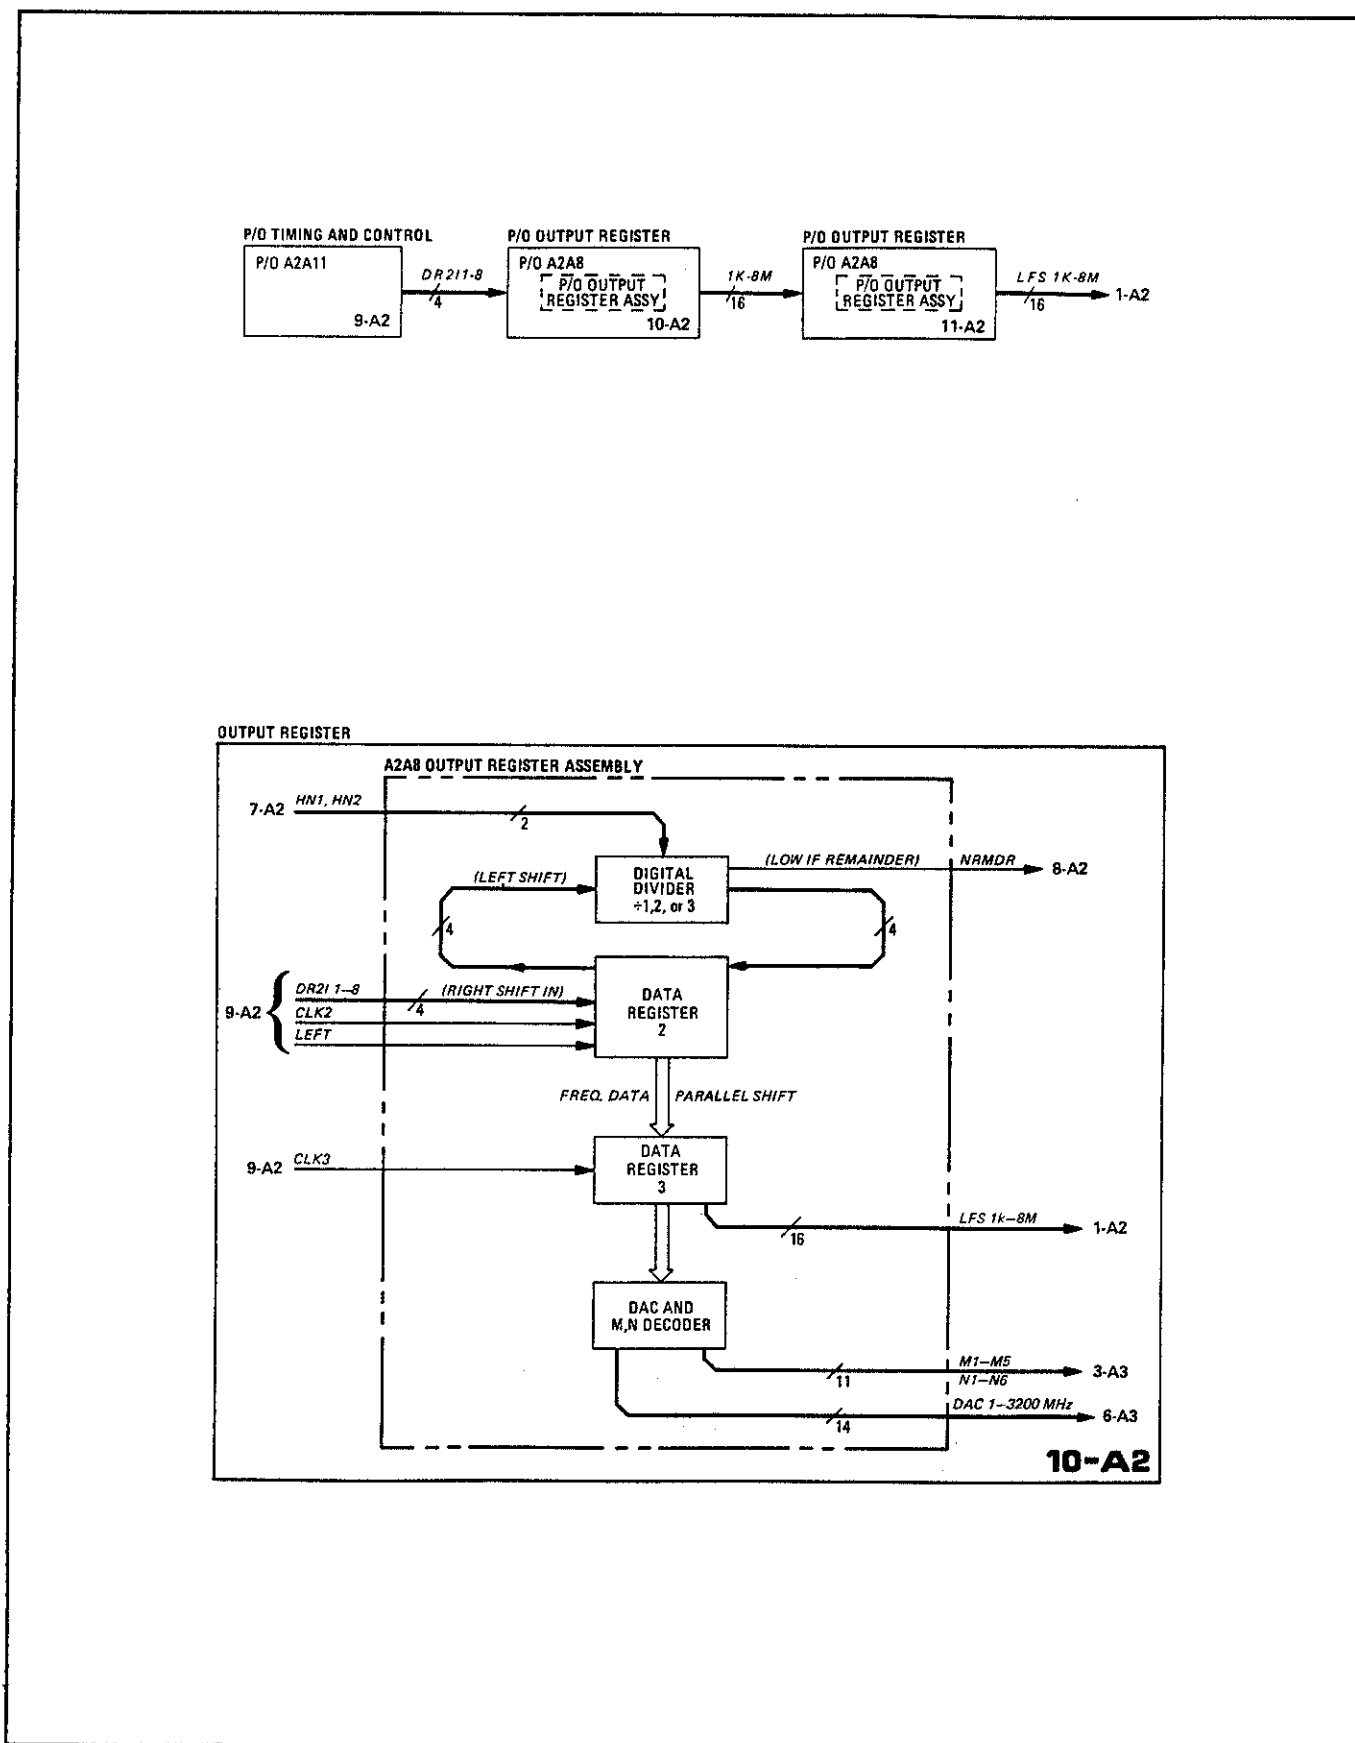 P/O TIMING AND CONTROL
P/O A2A11
9-A2
DR2I1-8
4
P/O OUTPUT REGISTER
P/O A2A8
P/O OUTPUT
REGISTER ASSY
10-A2
1K-8M
16
P/O OUTPUT REGISTER
P/O A2A8
P/O OUTPUT
REGISTER ASSY
11-A2
LFS 1K-8M
16
1-A2
OUTPUT REGISTER
A2A8 OUTPUT REGISTER ASSEMBLY
7-A2
HN1, HN2
2
(LEFT SHIFT)
DIGITAL
DIVIDER
÷1,2, or 3
(LOW IF REMAINDER)
NRMDR
8-A2
4
4
9-A2
DR2I 1–8
4
(RIGHT SHIFT IN)
CLK2
LEFT
DATA
REGISTER
2
FREQ. DATA
PARALLEL SHIFT
9-A2
CLK3
DATA
REGISTER
3
16
LFS 1k–8M
1-A2
DAC AND
M,N DECODER
11
M1–M5
N1–N6
3-A3
14
DAC 1–3200 MHz
6-A3
10-A2